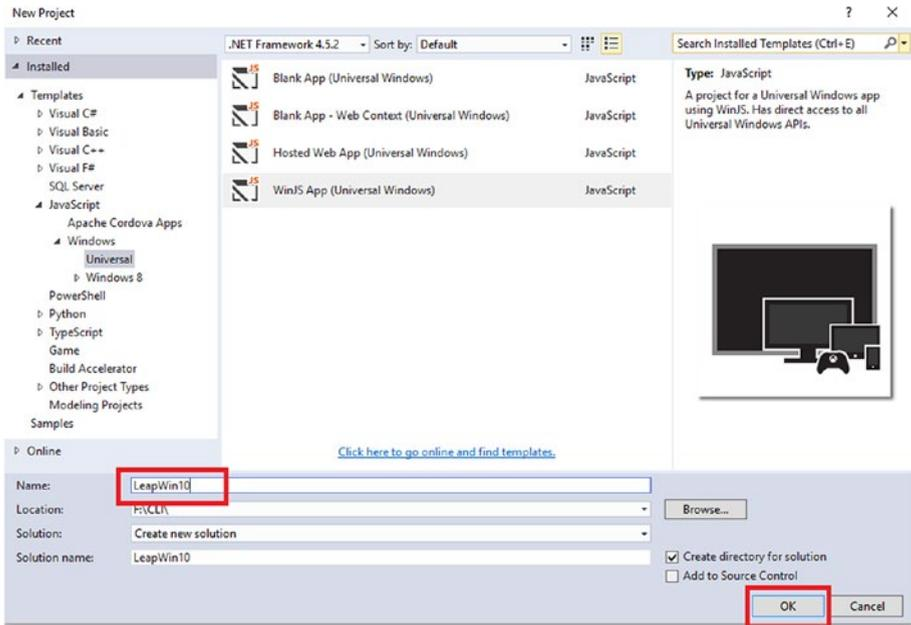 New Project
? ×
Recent
.NET Framework 4.5.2
Sort by: Default
Search Installed Templates (Ctrl+E)
Installed
Templates
Visual C#
Visual Basic
Visual C++
Visual F#
SQL Server
JavaScript
Apache Cordova Apps
Windows
Universal
Windows 8
PowerShell
Python
TypeScript
Game
Build Accelerator
Other Project Types
Modeling Projects
Samples
Online
JS Blank App (Universal Windows) JavaScript
JS Blank App - Web Context (Universal Windows) JavaScript
JS Hosted Web App (Universal Windows) JavaScript
JS WinJS App (Universal Windows) JavaScript
Click here to go online and find templates.
Type: JavaScript
A project for a Universal Windows app
using WinJS. Has direct access to all
Universal Windows APIs.
Name: LeapWin10
Location: F:\CLI\
Browse...
Solution: Create new solution
Solution name: LeapWin10
Create directory for solution
Add to Source Control
OK
Cancel